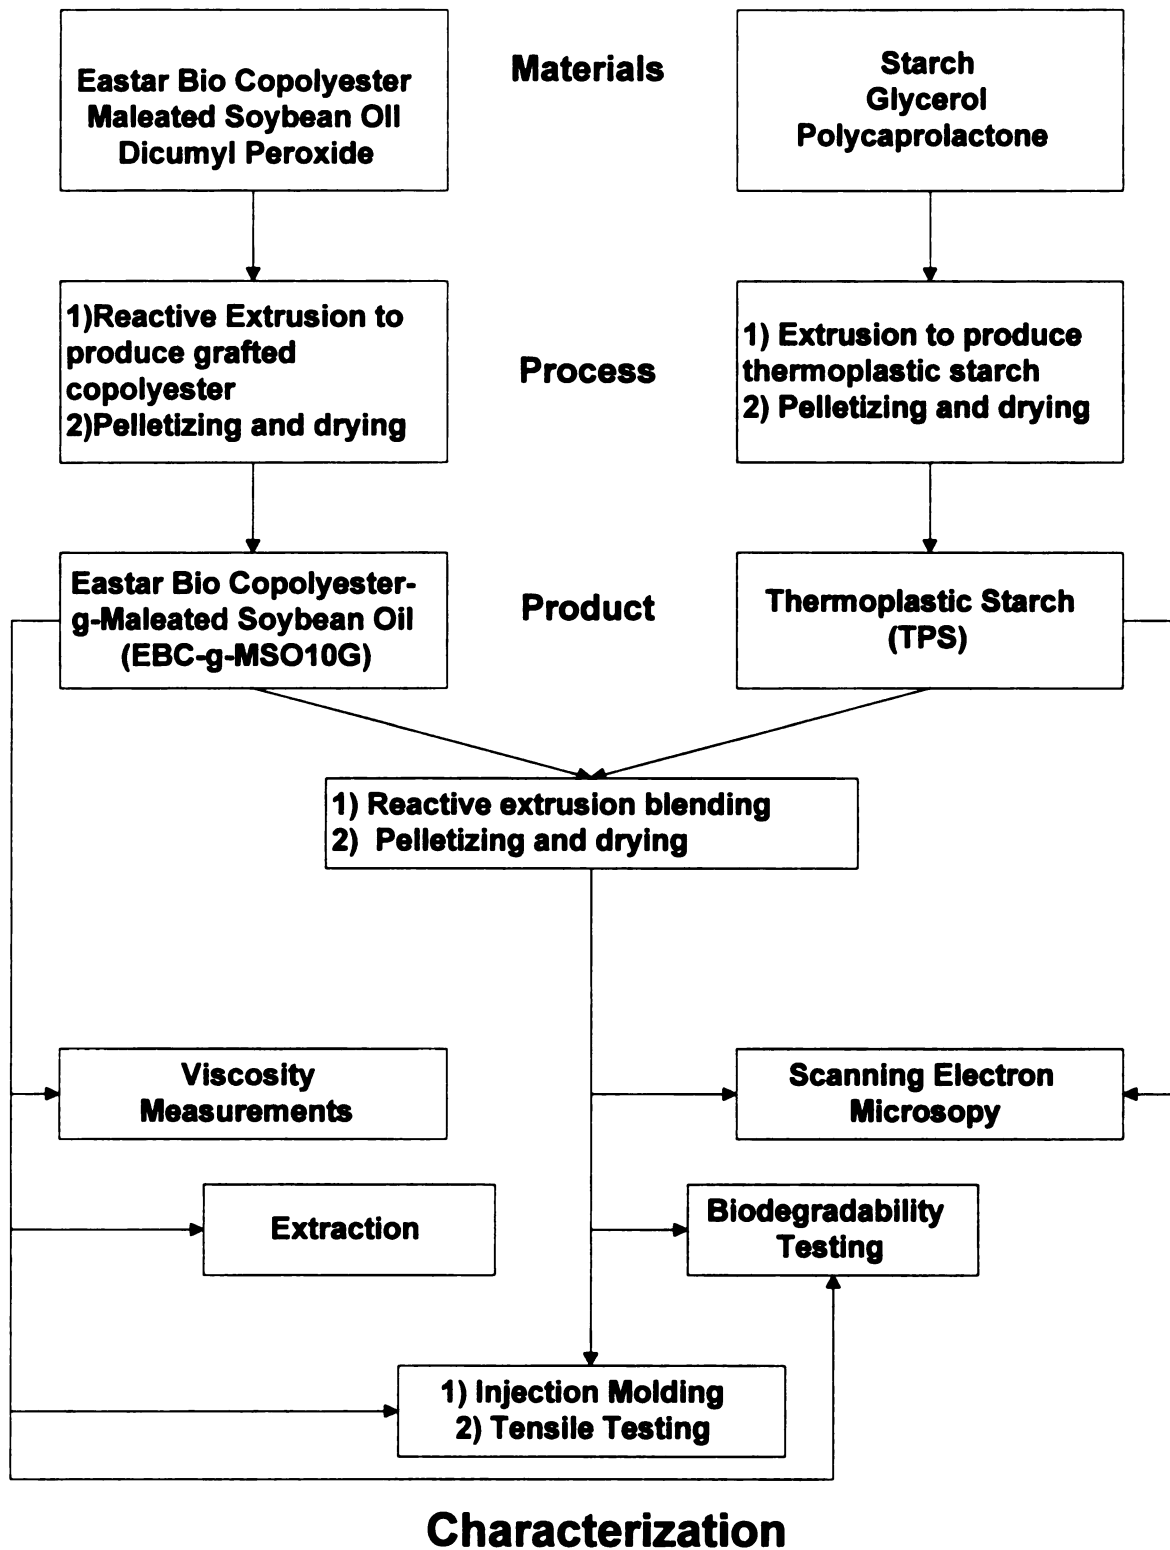 Eastar Bio Copolyester
Maleated Soybean OIl
Dicumyl Peroxide
Materials
Starch
Glycerol
Polycaprolactone
1)Reactive Extrusion to
produce grafted
copolyester
2)Pelletizing and drying
Process
1) Extrusion to produce
thermoplastic starch
2) Pelletizing and drying
Eastar Bio Copolyester-
g-Maleated Soybean Oil
(EBC-g-MSO10G)
Product
Thermoplastic Starch
(TPS)
1) Reactive extrusion blending
2) Pelletizing and drying
Viscosity
Measurements
Scanning Electron
Microsopy
Extraction
Biodegradability
Testing
1) Injection Molding
2) Tensile Testing
Characterization